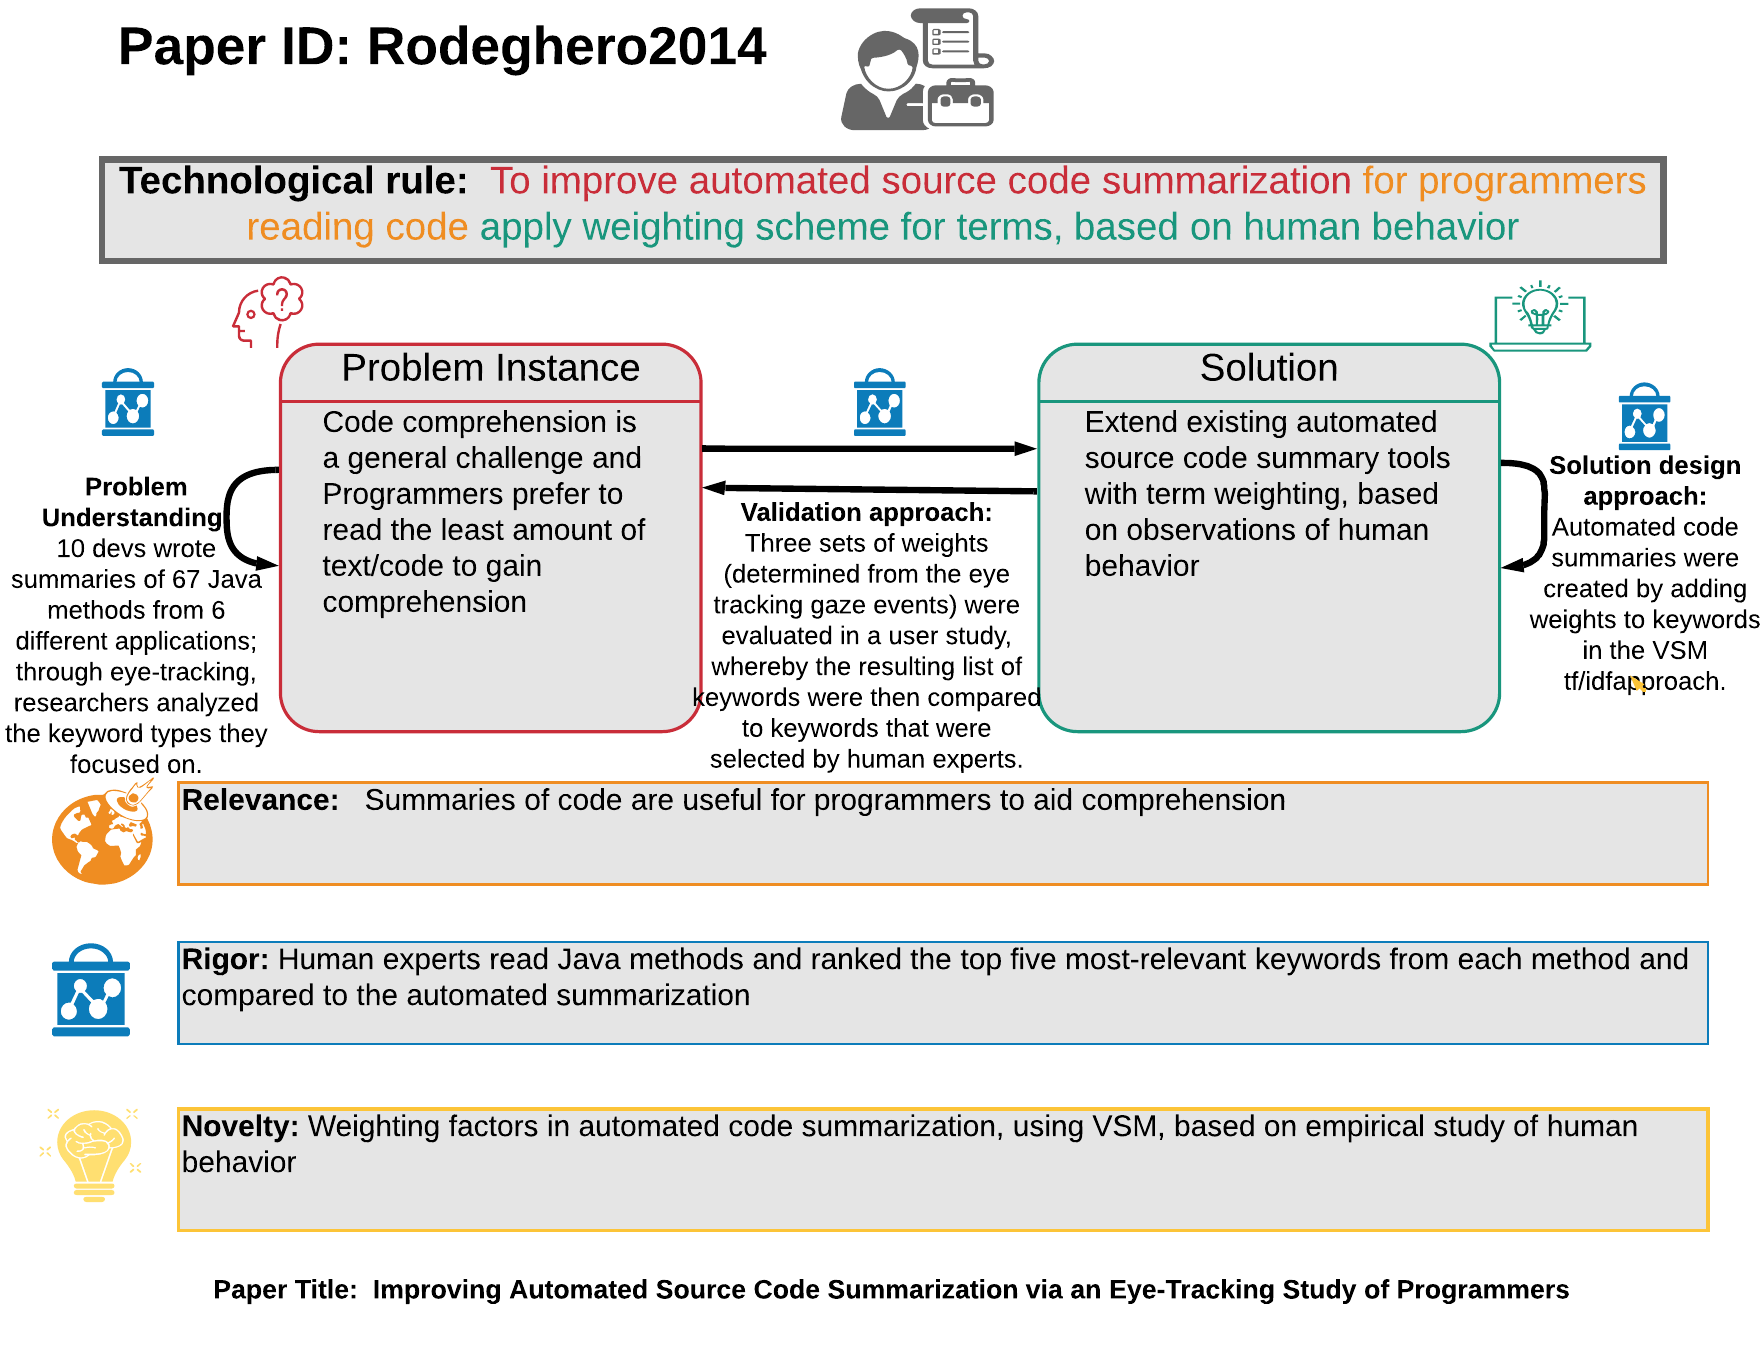 Paper ID: Rodeghero2014
Technological rule: To improve automated source code summarization for programmers
reading code apply weighting scheme for terms, based on human behavior
?
Problem Instance
Code comprehension is
a general challenge and
Programmers prefer to
read the least amount of
text/code to gain
comprehension
Solution
Extend existing automated
source code summary tools
with term weighting, based
on observations of human
behavior
Problem
Understanding:
10 devs wrote
summaries of 67 Java
methods from 6
different applications;
through eye-tracking,
researchers analyzed
the keyword types they
focused on.
Validation approach:
Three sets of weights
(determined from the eye
tracking gaze events) were
evaluated in a user study,
whereby the resulting list of
keywords were then compared
to keywords that were
selected by human experts.
Solution design
approach:
Automated code
summaries were
created by adding
weights to keywords
in the VSM
tf/idfapproach.
Relevance: Summaries of code are useful for programmers to aid comprehension
Rigor: Human experts read Java methods and ranked the top five most-relevant keywords from each method and
compared to the automated summarization
Novelty: Weighting factors in automated code summarization, using VSM, based on empirical study of human
behavior
Paper Title: Improving Automated Source Code Summarization via an Eye-Tracking Study of Programmers